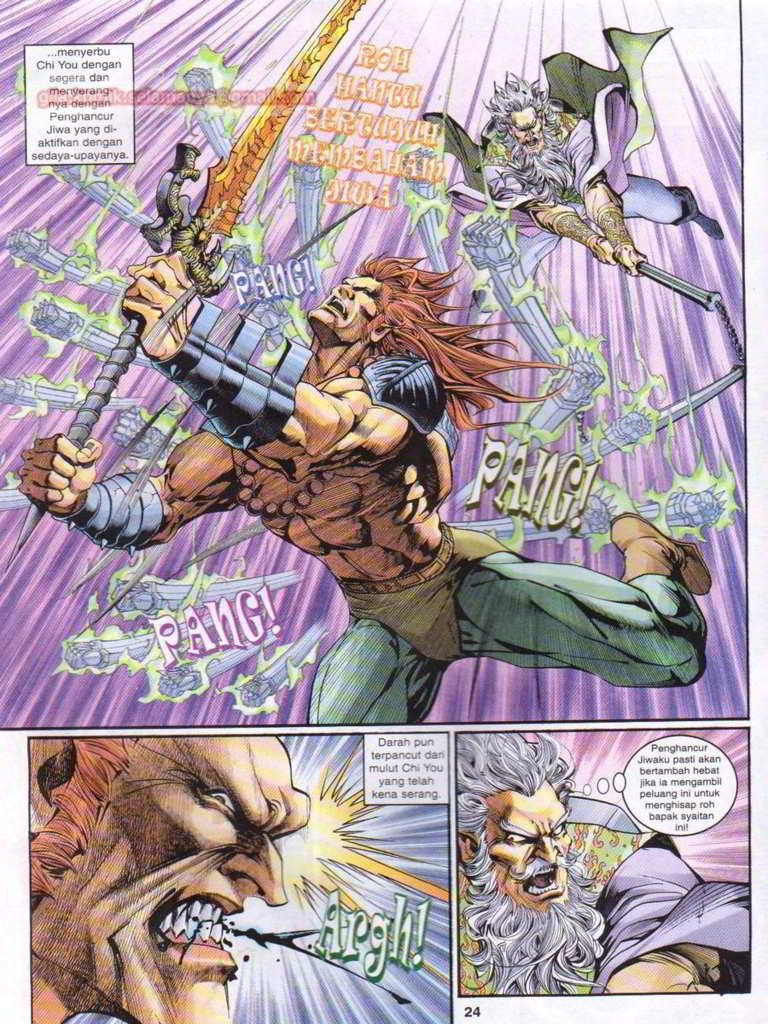 ...menyerbu
Chi You dengan
segera dan
menyerang-
nya dengan
Penghancur
Jiwa yang di-
aktifkan dengan
sedaya-upayanya.
ROH
HANTU
BERTUJUH
MEMBAHAM
JIWA
PANG!
PANG!
PANG!
Darah pun
terpancut dari
mulut Chi You
yang telah
kena serang.
Argh!
Penghancur
Jiwaku pasti akan
bertambah hebat
jika ia mengambil
peluang ini untuk
menghisap roh
bapak syaitan
ini!
24